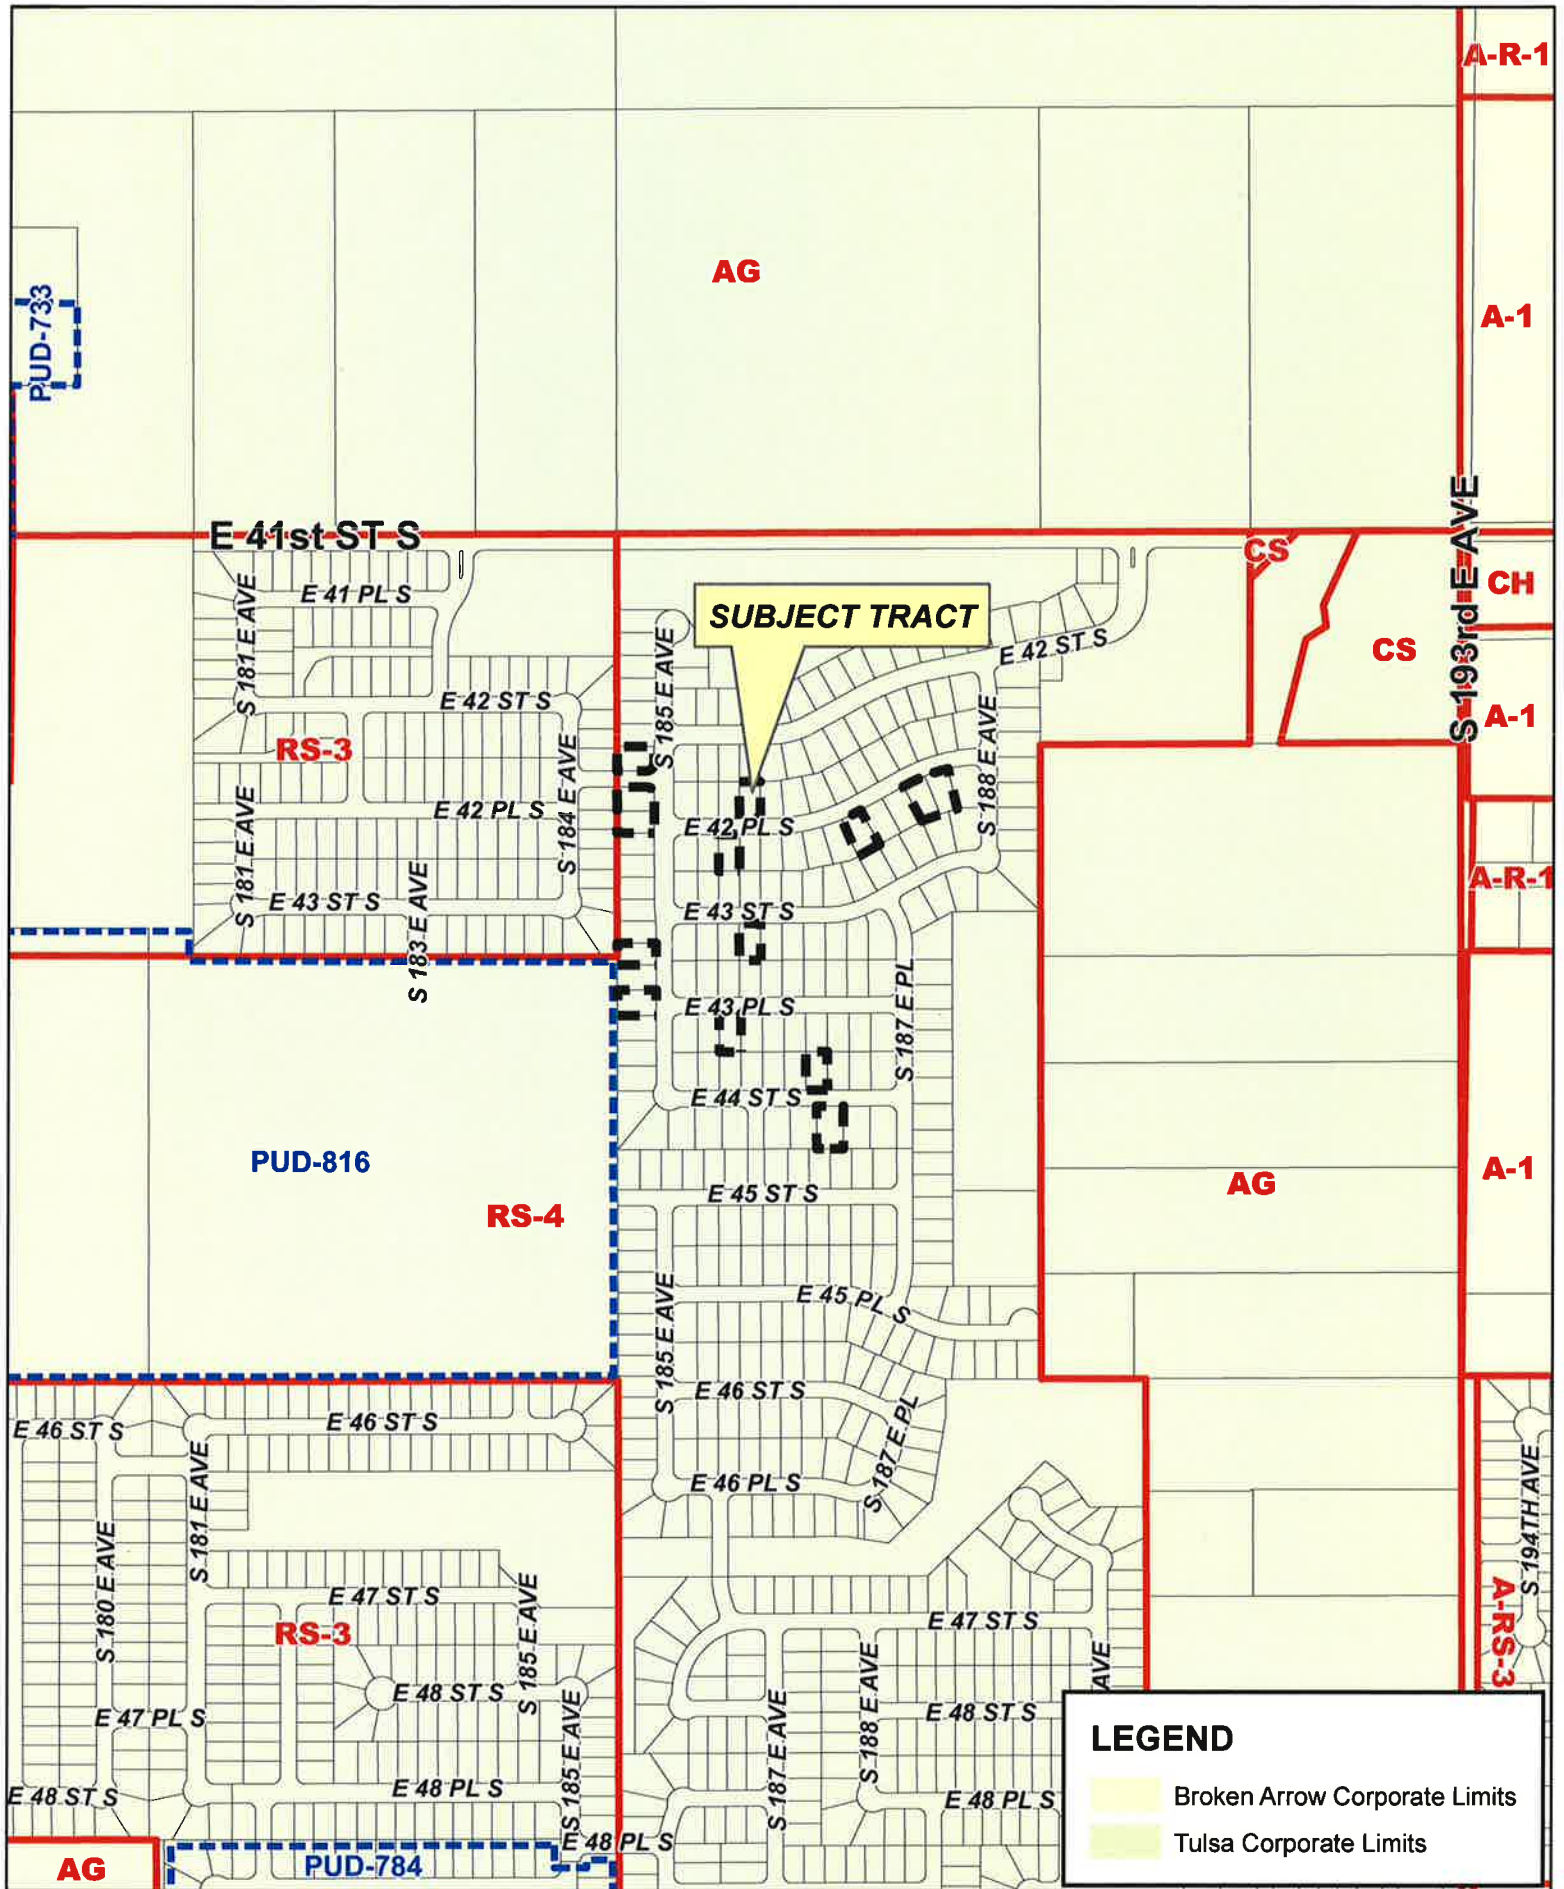 A-R-1
AG
A-1
PUD-733
E 41st ST S
S 193rd E AVE
CS
CH
E 41 PL S
S 181 E AVE
SUBJECT TRACT
S 185 E AVE
E 42 ST S
CS
E 42 ST S
S 188 E AVE
A-1
RS-3
S 184 E AVE
E 42 PL S
E 42 PL S
S 181 E AVE
A-R-1
E 43 ST S
S 183 E AVE
E 43 ST S
S 187 E PL
E 43 PL S
E 44 ST S
PUD-816
RS-4
E 45 ST S
AG
A-1
S 185 E AVE
E 45 PL S
E 46 ST S
S 187 E PL
E 46 ST S
E 46 ST S
S 181 E AVE
E 46 PL S
S 194TH AVE
S 180 E AVE
E 47 ST S
S 185 E AVE
RS-3
E 47 ST S
A-RS-3
AVE
E 48 ST S
S 188 E AVE
E 48 ST S
E 47 PL S
S 185 E AVE
S 187 E AVE
E 48 PL S
E 48 ST S
E 48 PL S
E 48 PL S
AG
PUD-784
LEGEND
Broken Arrow Corporate Limits
Tulsa Corporate Limits